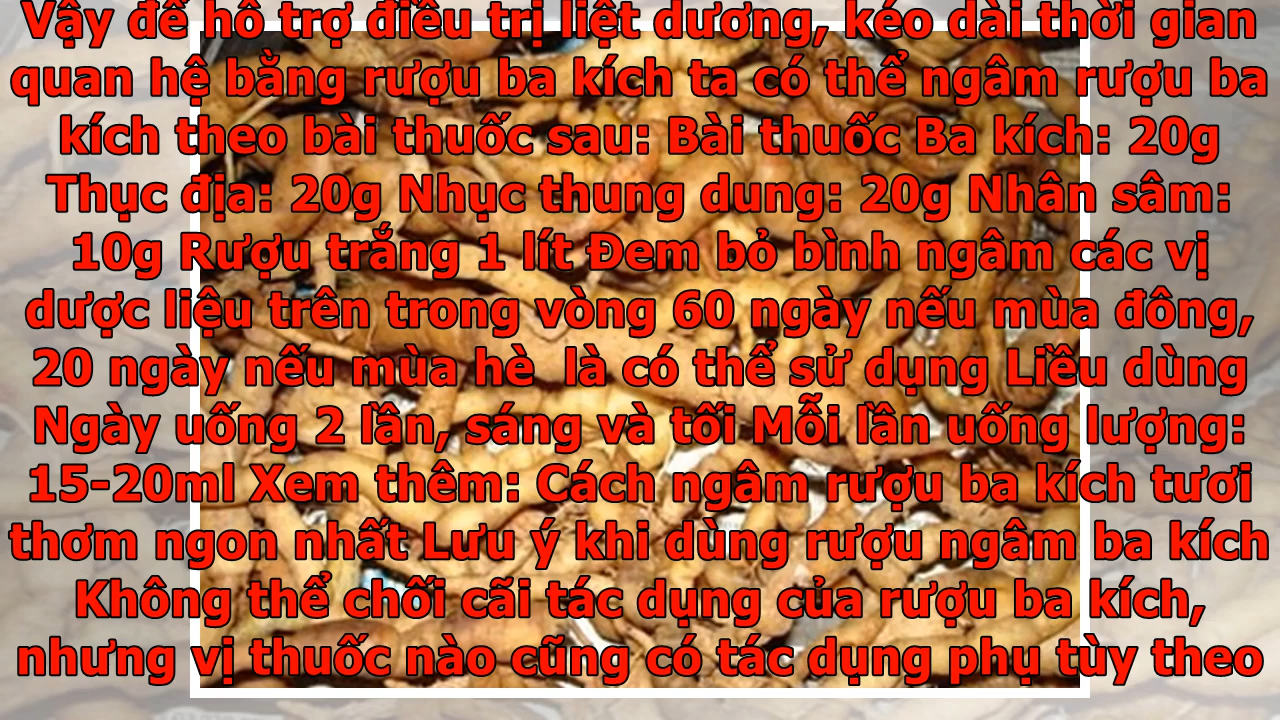 Vậy để hỗ trợ điều trị liệt dương, kéo dài thời gian
quan hệ bằng rượu ba kích ta có thể ngâm rượu ba
kích theo bài thuốc sau: Bài thuốc Ba kích: 20g
Thục địa: 20g Nhục thung dung: 20g Nhân sâm:
10g Rượu trắng 1 lít Đem bỏ bình ngâm các vị
dược liệu trên trong vòng 60 ngày nếu mùa đông,
20 ngày nếu mùa hè  là có thể sử dụng Liều dùng
Ngày uống 2 lần, sáng và tối Mỗi lần uống lượng:
15-20ml Xem thêm: Cách ngâm rượu ba kích tươi
thơm ngon nhất Lưu ý khi dùng rượu ngâm ba kích
Không thể chối cãi tác dụng của rượu ba kích,
nhưng vị thuốc nào cũng có tác dụng phụ tùy theo